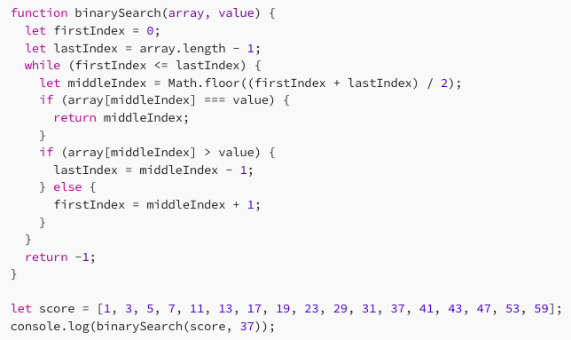 function binarySearch(array, value) {
  let firstIndex = 0;
  let lastIndex = array.length - 1;
  while (firstIndex <= lastIndex) {
    let middleIndex = Math.floor((firstIndex + lastIndex) / 2);
    if (array[middleIndex] === value) {
      return middleIndex;
    }
    if (array[middleIndex] > value) {
      lastIndex = middleIndex - 1;
    } else {
      firstIndex = middleIndex + 1;
    }
  }
  return -1;
}

let score = [1, 3, 5, 7, 11, 13, 17, 19, 23, 29, 31, 37, 41, 43, 47, 53, 59];
console.log(binarySearch(score, 37));